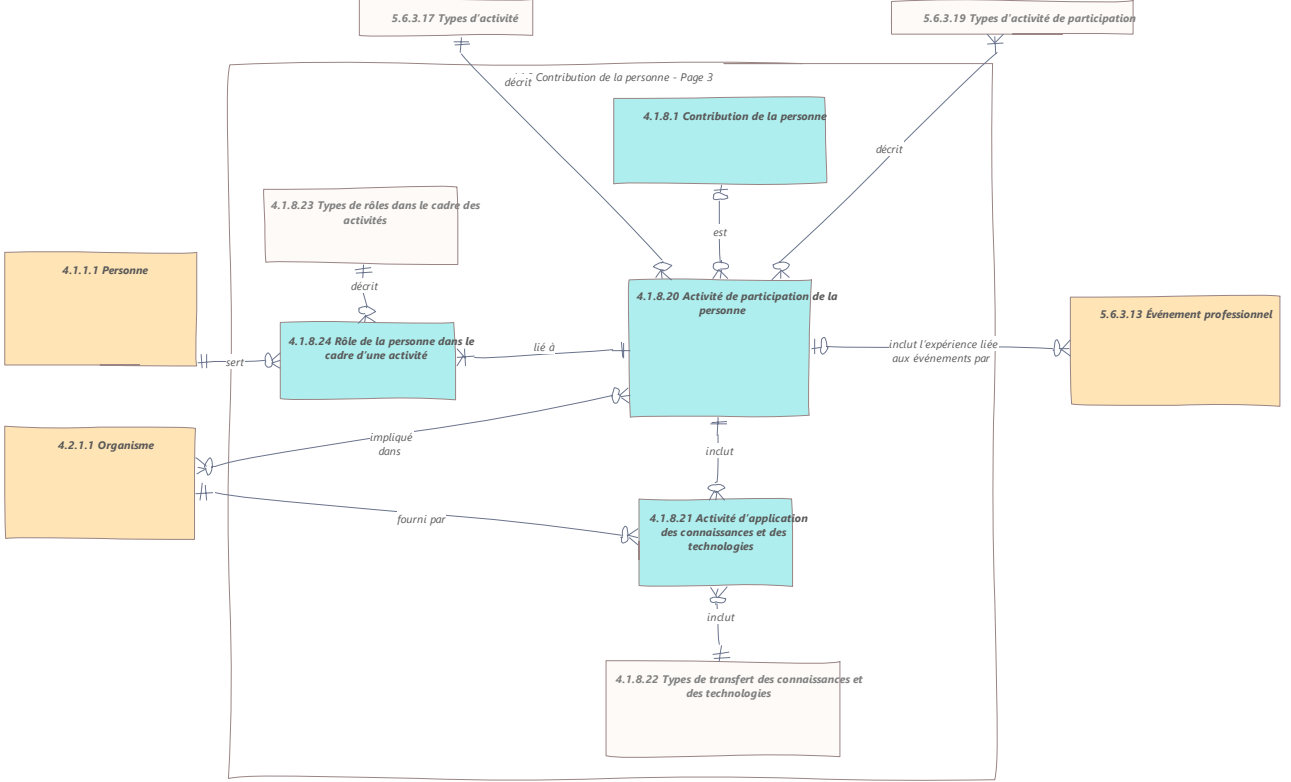 5.6.3.17 Types d'activité
5.6.3.19 Types d'activité de participation
Contribution de la personne - Page 3
décrit
4.1.8.1 Contribution de la personne
décrit
4.1.8.23 Types de rôles dans le cadre des
activités
est
4.1.1.1 Personne
décrit
4.1.8.20 Activité de participation de la
personne
5.6.3.13 Événement professionnel
4.1.8.24 Rôle de la personne dans le
cadre d'une activité
lié à
inclut l'expérience liée
aux événements par
sert
4.2.1.1 Organisme
impliqué
dans
inclut
fourni par
4.1.8.21 Activité d'application
des connaissances et des
technologies
inclut
4.1.8.22 Types de transfert des connaissances et
des technologies